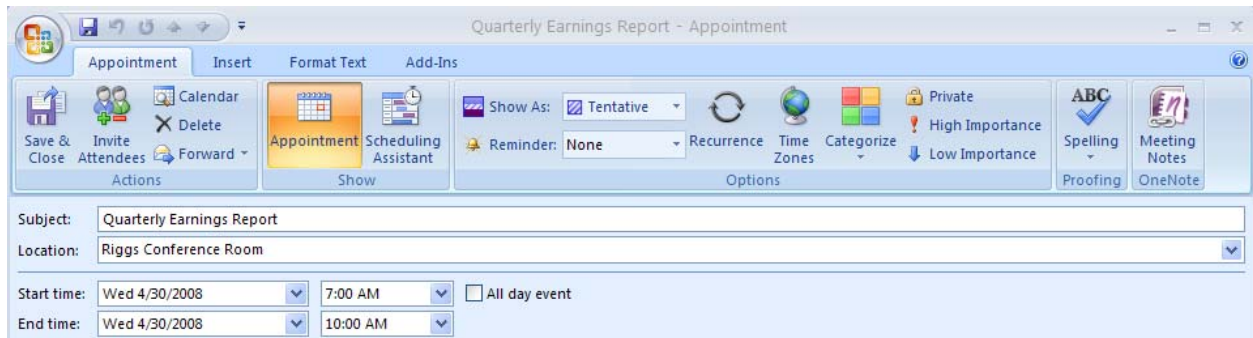 Quarterly Earnings Report - Appointment
Appointment Insert Format Text Add-Ins
Save & Close
Invite Attendees
Calendar
Delete
Forward
Actions
Appointment
Scheduling Assistant
Show
Show As: Tentative
Reminder: None
Recurrence
Time Zones
Categorize
Private
High Importance
Low Importance
Options
ABC
Spelling
Proofing
Meeting Notes
OneNote
Subject: Quarterly Earnings Report
Location: Riggs Conference Room
Start time: Wed 4/30/2008 7:00 AM All day event
End time: Wed 4/30/2008 10:00 AM